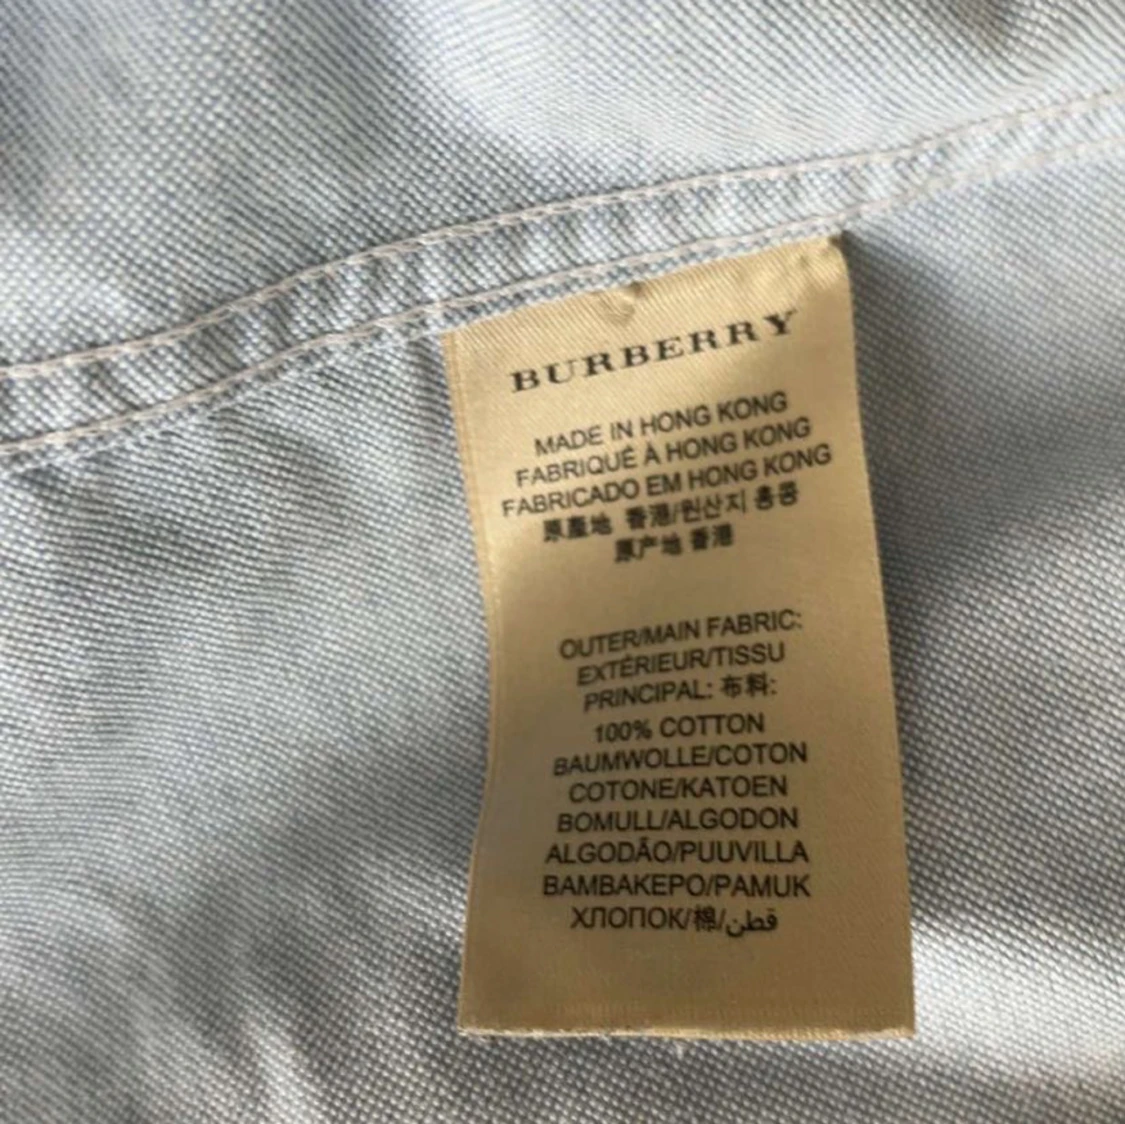 BURBERRY
MADE IN HONG KONG
FABRIQUÉ À HONG KONG
FABRICADO EM HONG KONG
原產地 香港/원산지 홍콩
原产地 香港
OUTER/MAIN FABRIC:
EXTÉRIEUR/TISSU
PRINCIPAL: 布料:
100% COTTON
BAUMWOLLE/COTON
COTONE/KATOEN
BOMULL/ALGODON
ALGODÃO/PUUVILLA
BAMBAKEPO/PAMUK
ХЛОПОК/棉/قطن